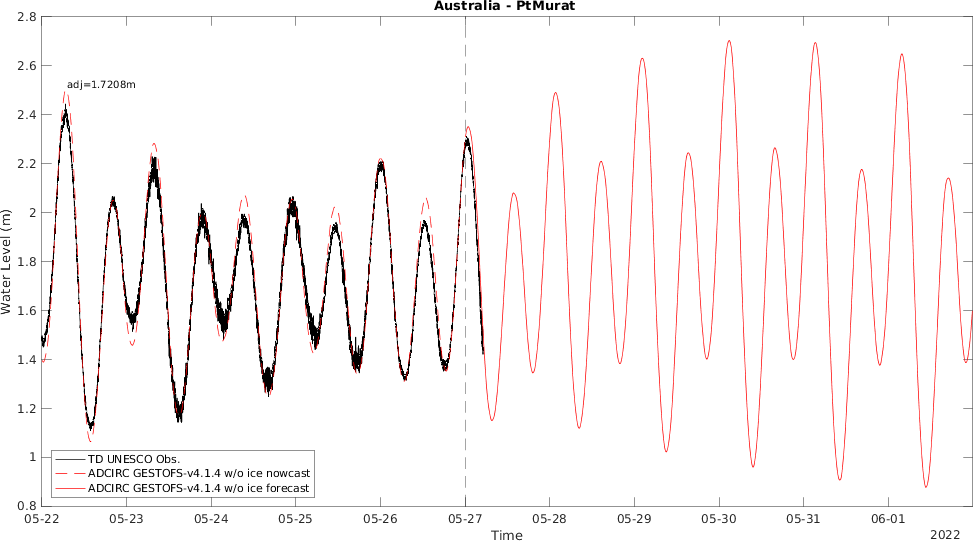 Australia - PtMurat
2.8
2.6
adj=1.7208m
2.4
2.2
2
1.8
1.6
1.4
1.2
1
0.8
Water Level (m)
TD UNESCO Obs.
ADCIRC GESTOFS-v4.1.4 w/o ice nowcast
ADCIRC GESTOFS-v4.1.4 w/o ice forecast
05-22 05-23 05-24 05-25 05-26 05-27 05-28 05-29 05-30 05-31 06-01
Time
2022